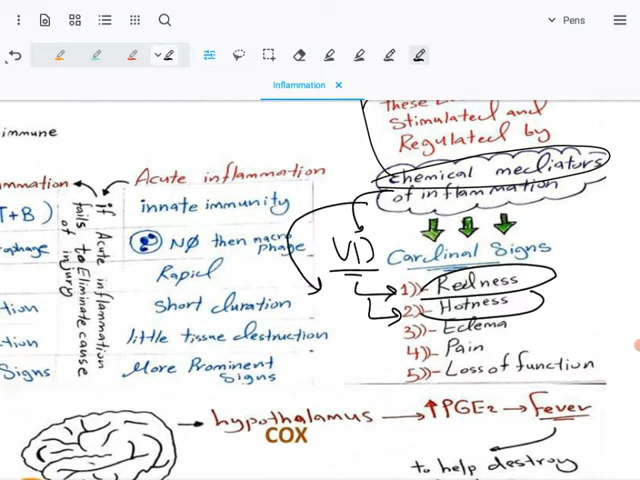 Pens
Inflammation
immune
ammation
T+B )
phage
tion
ction
Signs
if Acute inflammation
fails to Eliminate cause
of injury
Acute inflammation
innate immunity
NØ then macro
phage
Rapid
Short duration
little tissue destruction
More Prominent
Signs
These
Stimulated and
Regulated by
Chemical mediators
of inflammation
VD
Cardinal Signs
1)) - Redness
2)) - Hotness
3)) - Edema
4)) - Pain
5)) - Loss of function
hypothalamus → ↑PGE2 → fever
COX
to help destroy